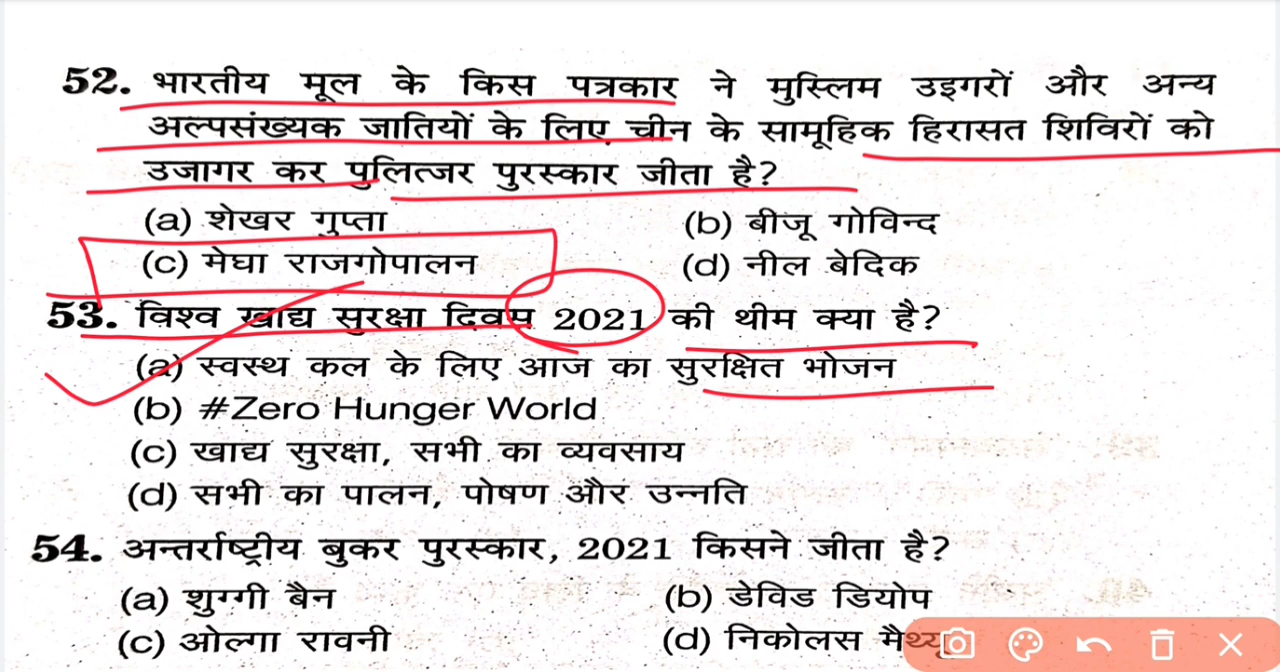 52. भारतीय मूल के किस पत्रकार ने मुस्लिम उइगरों और अन्य
अल्पसंख्यक जातियों के लिए चीन के सामूहिक हिरासत शिविरों को
उजागर कर पुलित्जर पुरस्कार जीता है?
(a) शेखर गुप्ता (b) बीजू गोविन्द
(c) मेघा राजगोपालन (d) नील बेदिक
53. विश्व खाद्य सुरक्षा दिवस 2021 की थीम क्या है?
(a) स्वस्थ कल के लिए आज का सुरक्षित भोजन
(b) #Zero Hunger World
(c) खाद्य सुरक्षा, सभी का व्यवसाय
(d) सभी का पालन, पोषण और उन्नति
54. अन्तर्राष्ट्रीय बुकर पुरस्कार, 2021 किसने जीता है?
(a) शुग्गी बैन (b) डेविड डियोप
(c) ओल्गा रावनी (d) निकोलस